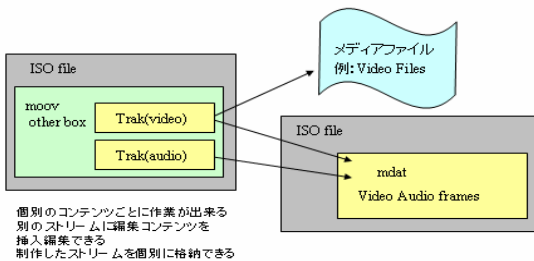 メディアファイル
例: Video Files
ISO file
moov
other box
Trak(video)
Trak(audio)
ISO file
mdat
Video Audio frames
個別のコンテンツごとに作業が出来る
別のストリームに編集コンテンツを
挿入編集できる
制作したストリームを個別に格納できる